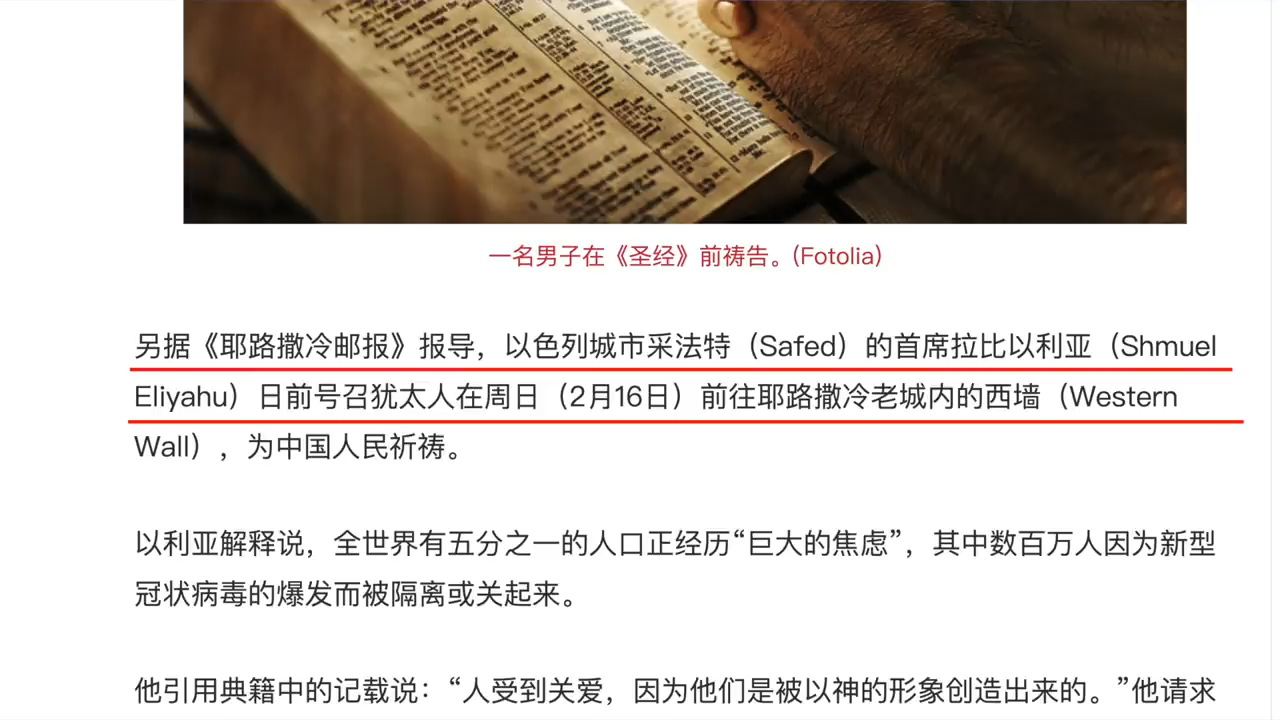 一名男子在《圣经》前祷告。(Fotolia)
另据《耶路撒冷邮报》报导，以色列城市采法特（Safed）的首席拉比以利亚（Shmuel
Eliyahu）日前号召犹太人在周日（2月16日）前往耶路撒冷老城内的西墙（Western
Wall），为中国人民祈祷。
以利亚解释说，全世界有五分之一的人口正经历“巨大的焦虑”，其中数百万人因为新型
冠状病毒的爆发而被隔离或关起来。
他引用典籍中的记载说：“人受到关爱，因为他们是被以神的形象创造出来的。”他请求